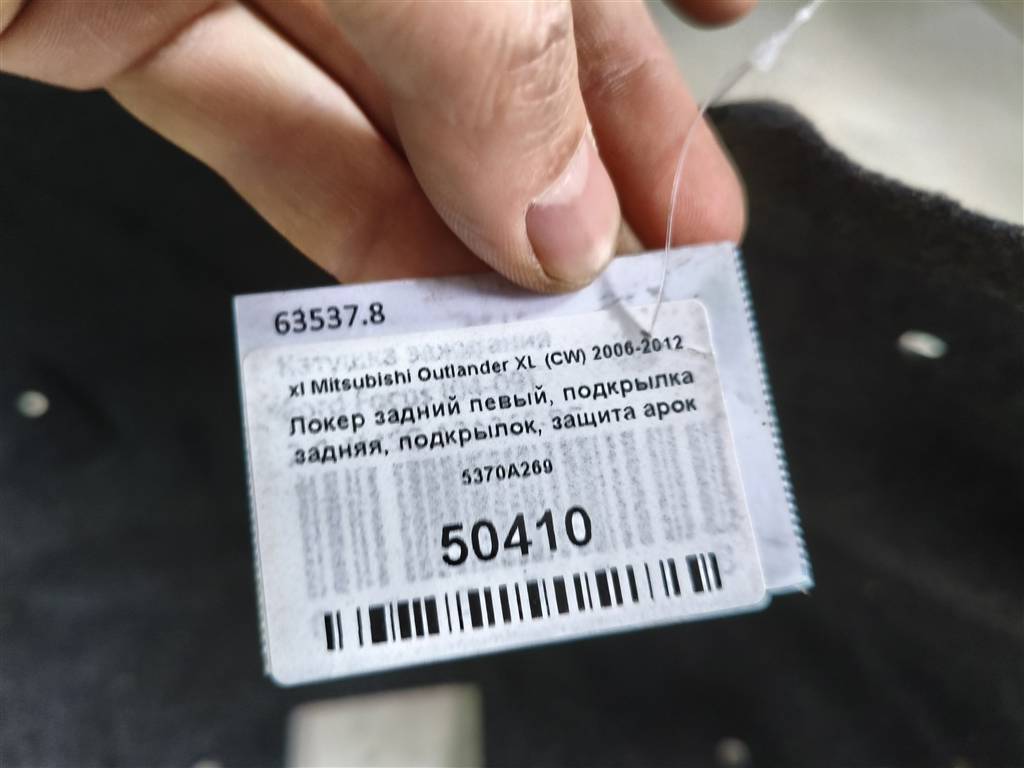 63537.8
xl Mitsubishi Outlander XL (CW) 2006-2012
Локер задний левый, подкрылка
задняя, подкрылок, защита арок
5370A269
50410